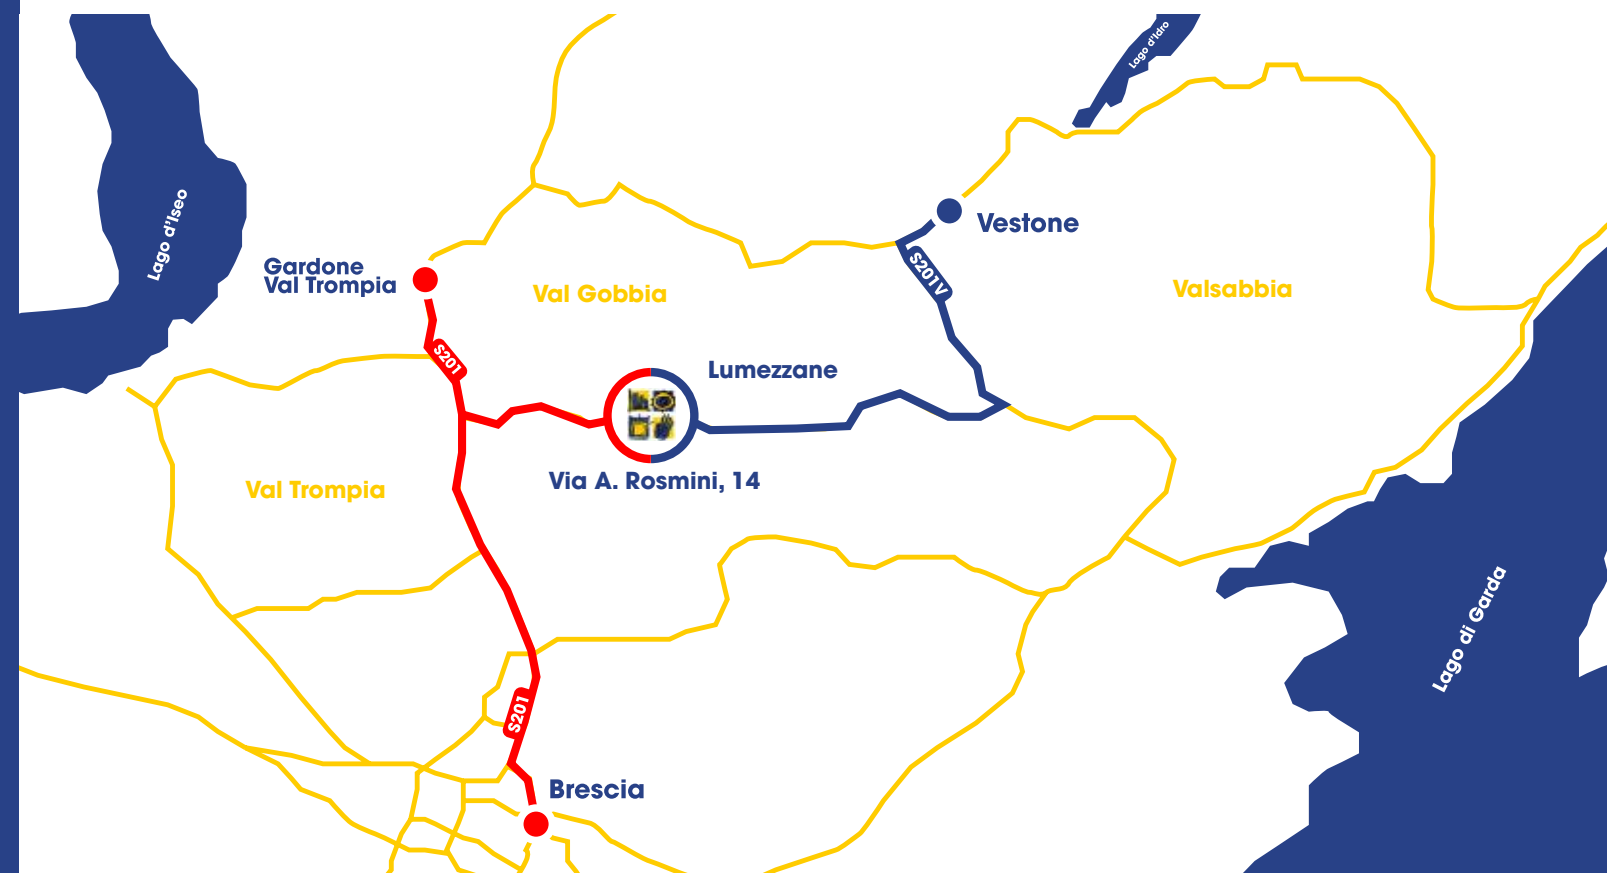 Lago d'Idro
Lago d'Iseo
Vestone
Gardone
Val Trompia
S201V
Val Gobbia
Valsabbia
S201
Lumezzane
Via A. Rosmini, 14
Val Trompia
Lago di Garda
S201
Brescia